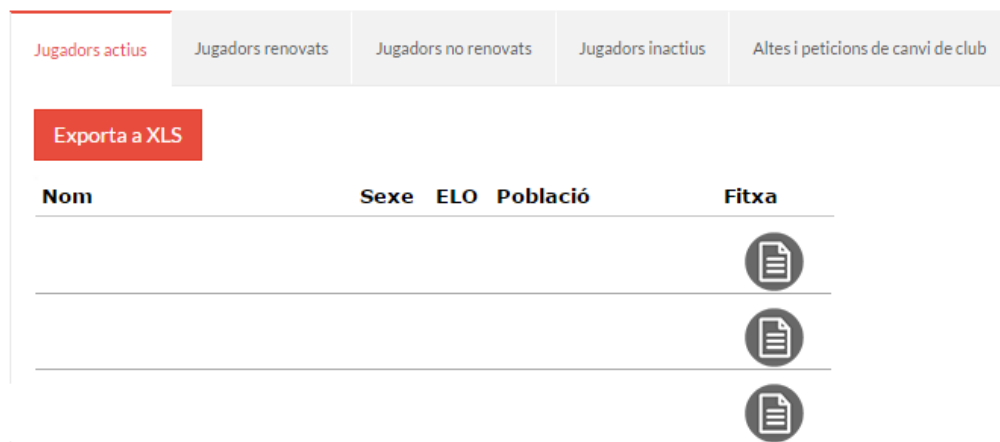 Jugadors actius Jugadors renovats Jugadors no renovats Jugadors inactius Altes i peticions de canvi de club
Exporta a XLS
Nom Sexe ELO Població Fitxa